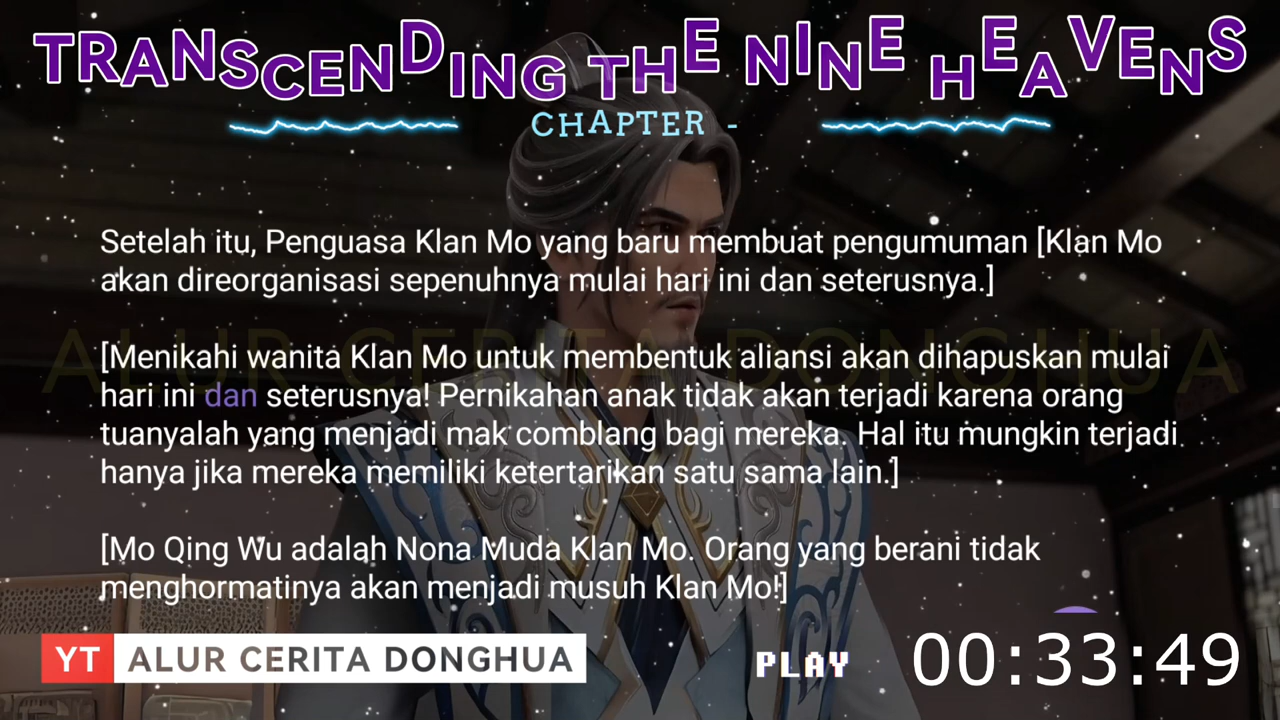 TRANSCENDING THE NINE HEAVENS
CHAPTER -
Setelah itu, Penguasa Klan Mo yang baru membuat pengumuman [Klan Mo
akan direorganisasi sepenuhnya mulai hari ini dan seterusnya.]
ALUR CERITA DONGHUA
[Menikahi wanita Klan Mo untuk membentuk aliansi akan dihapuskan mulai
hari ini dan seterusnya! Pernikahan anak tidak akan terjadi karena orang
tuanyalah yang menjadi mak comblang bagi mereka. Hal itu mungkin terjadi
hanya jika mereka memiliki ketertarikan satu sama lain.]
[Mo Qing Wu adalah Nona Muda Klan Mo. Orang yang berani tidak
menghormatinya akan menjadi musuh Klan Mo!]
YT ALUR CERITA DONGHUA
PLAY 00:33:49